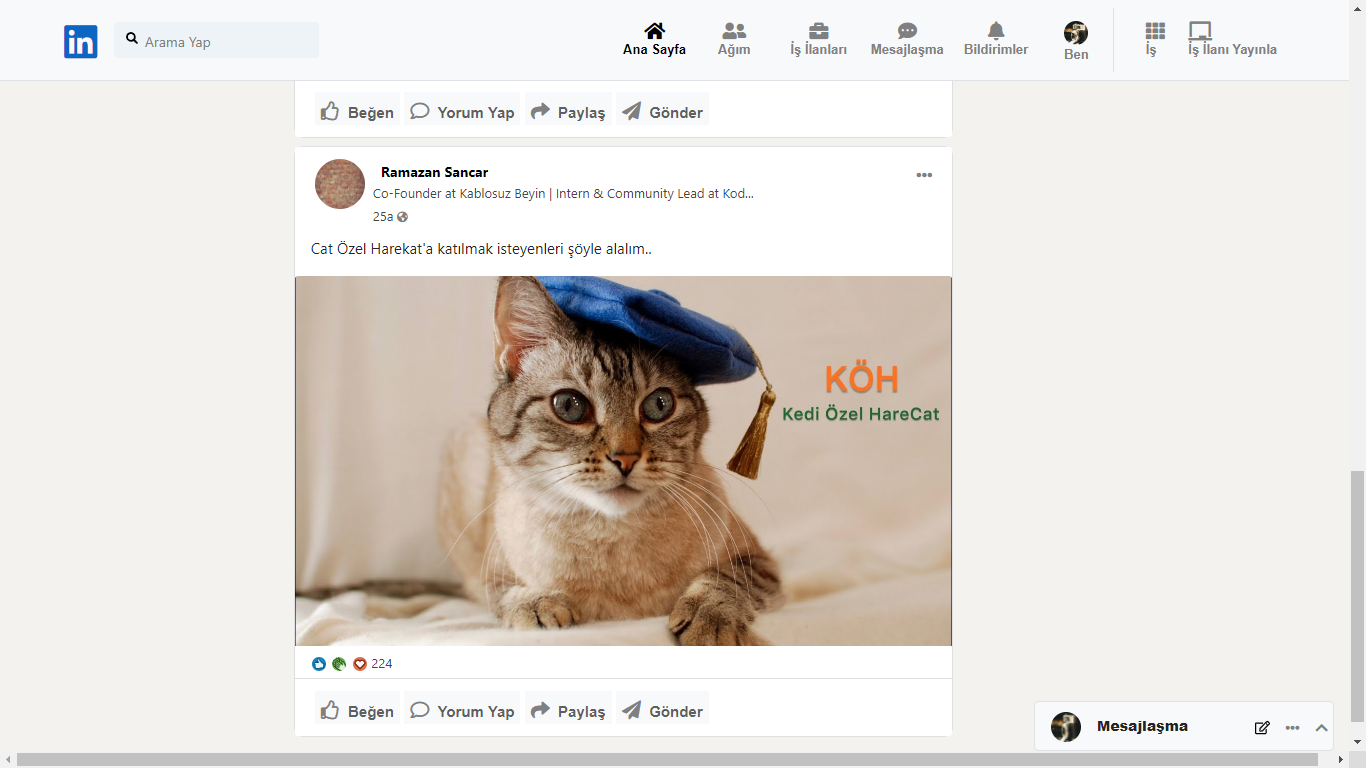 in
Arama Yap
Ana Sayfa
Ağım
İş İlanları
Mesajlaşma
Bildirimler
Ben
İş
İş İlanı Yayınla
Beğen
Yorum Yap
Paylaş
Gönder
Ramazan Sancar
Co-Founder at Kablosuz Beyin | Intern & Community Lead at Kod...
25a
Cat Özel Harekat'a katılmak isteyenleri şöyle alalım..
KÖH
Kedi Özel HareCat
224
Beğen
Yorum Yap
Paylaş
Gönder
Mesajlaşma